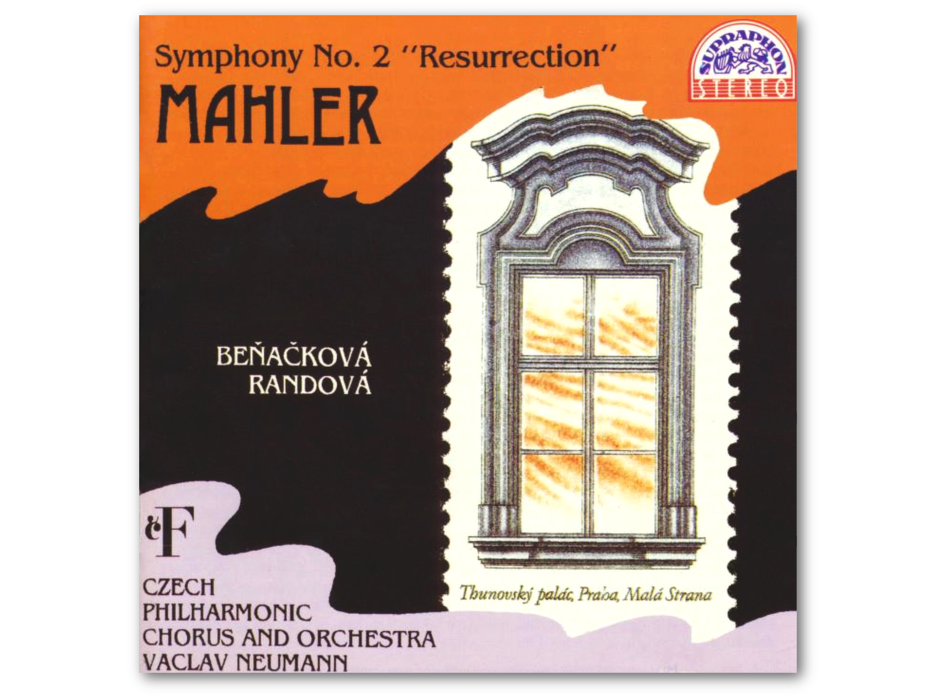 Symphony No. 2 "Resurrection"
MAHLER
SUPRAPHON
STEREO
BEŇAČKOVÁ
RANDOVÁ
čF
CZECH
PHILHARMONIC
CHORUS AND ORCHESTRA
VACLAV NEUMANN
Thunovský palác, Praha, Malá Strana